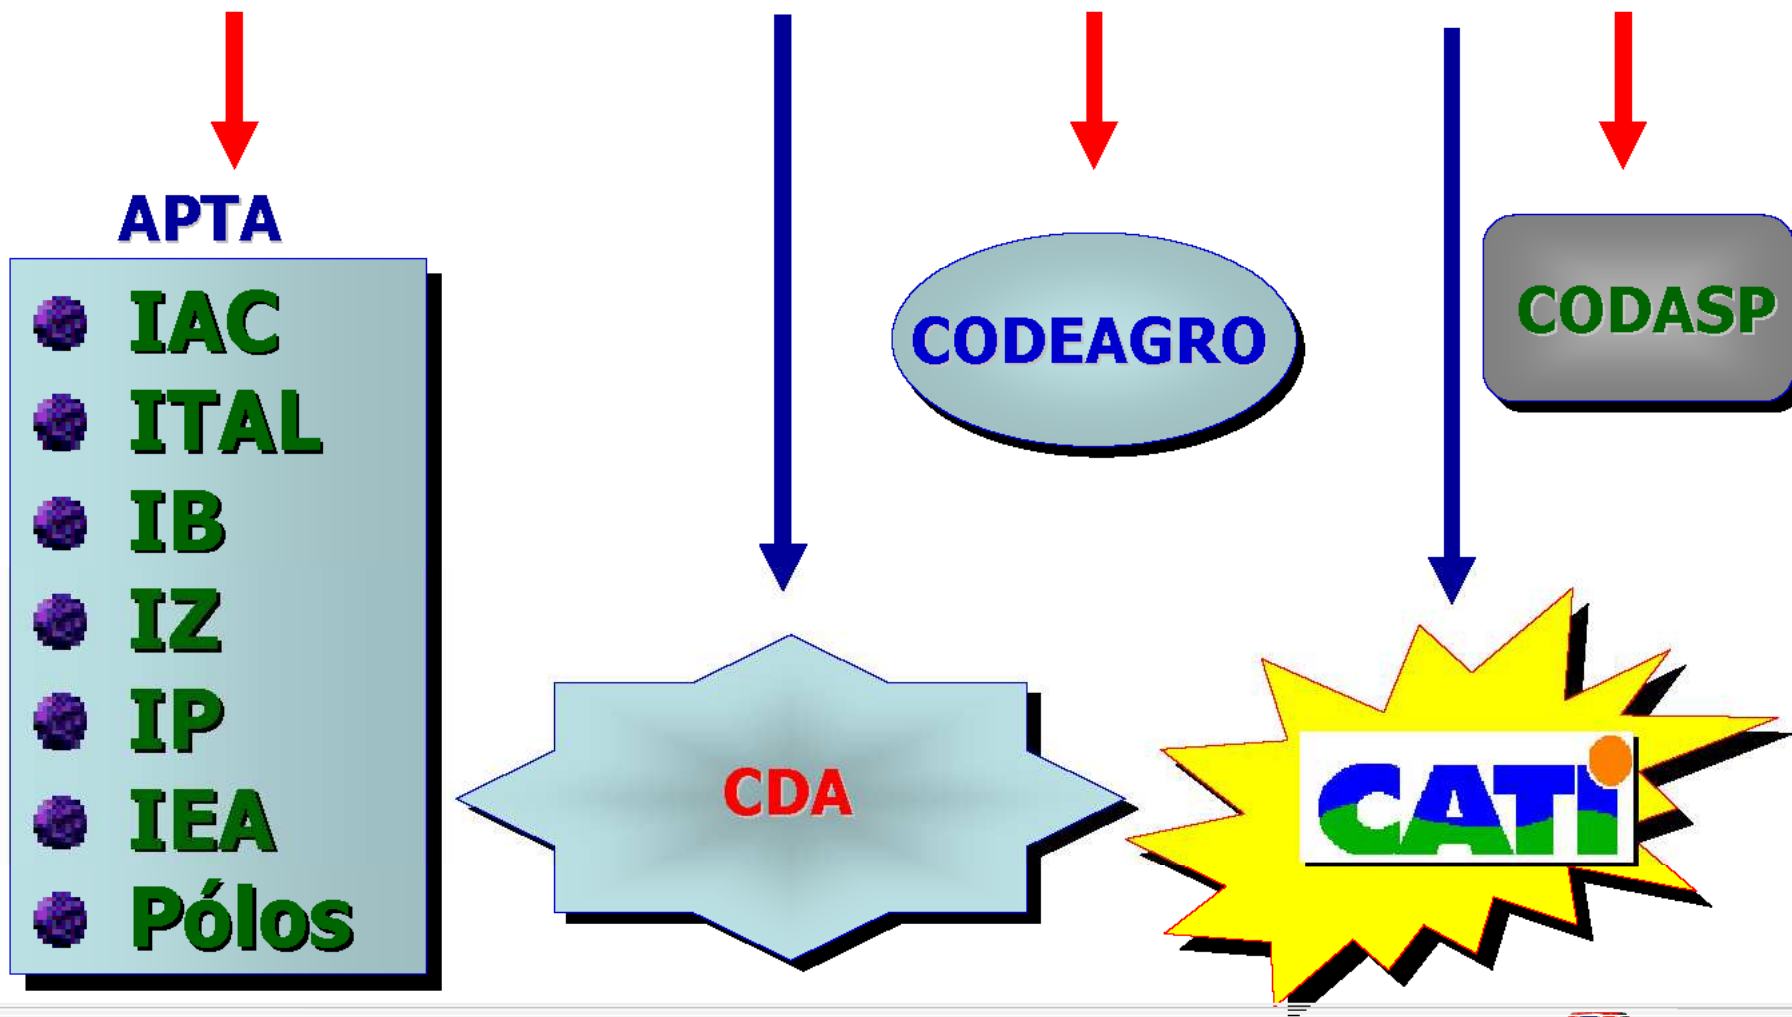 APTA
IAC
ITAL
IB
IZ
IP
IEA
Pólos
CODEAGRO
CODASP
CDA
CATi